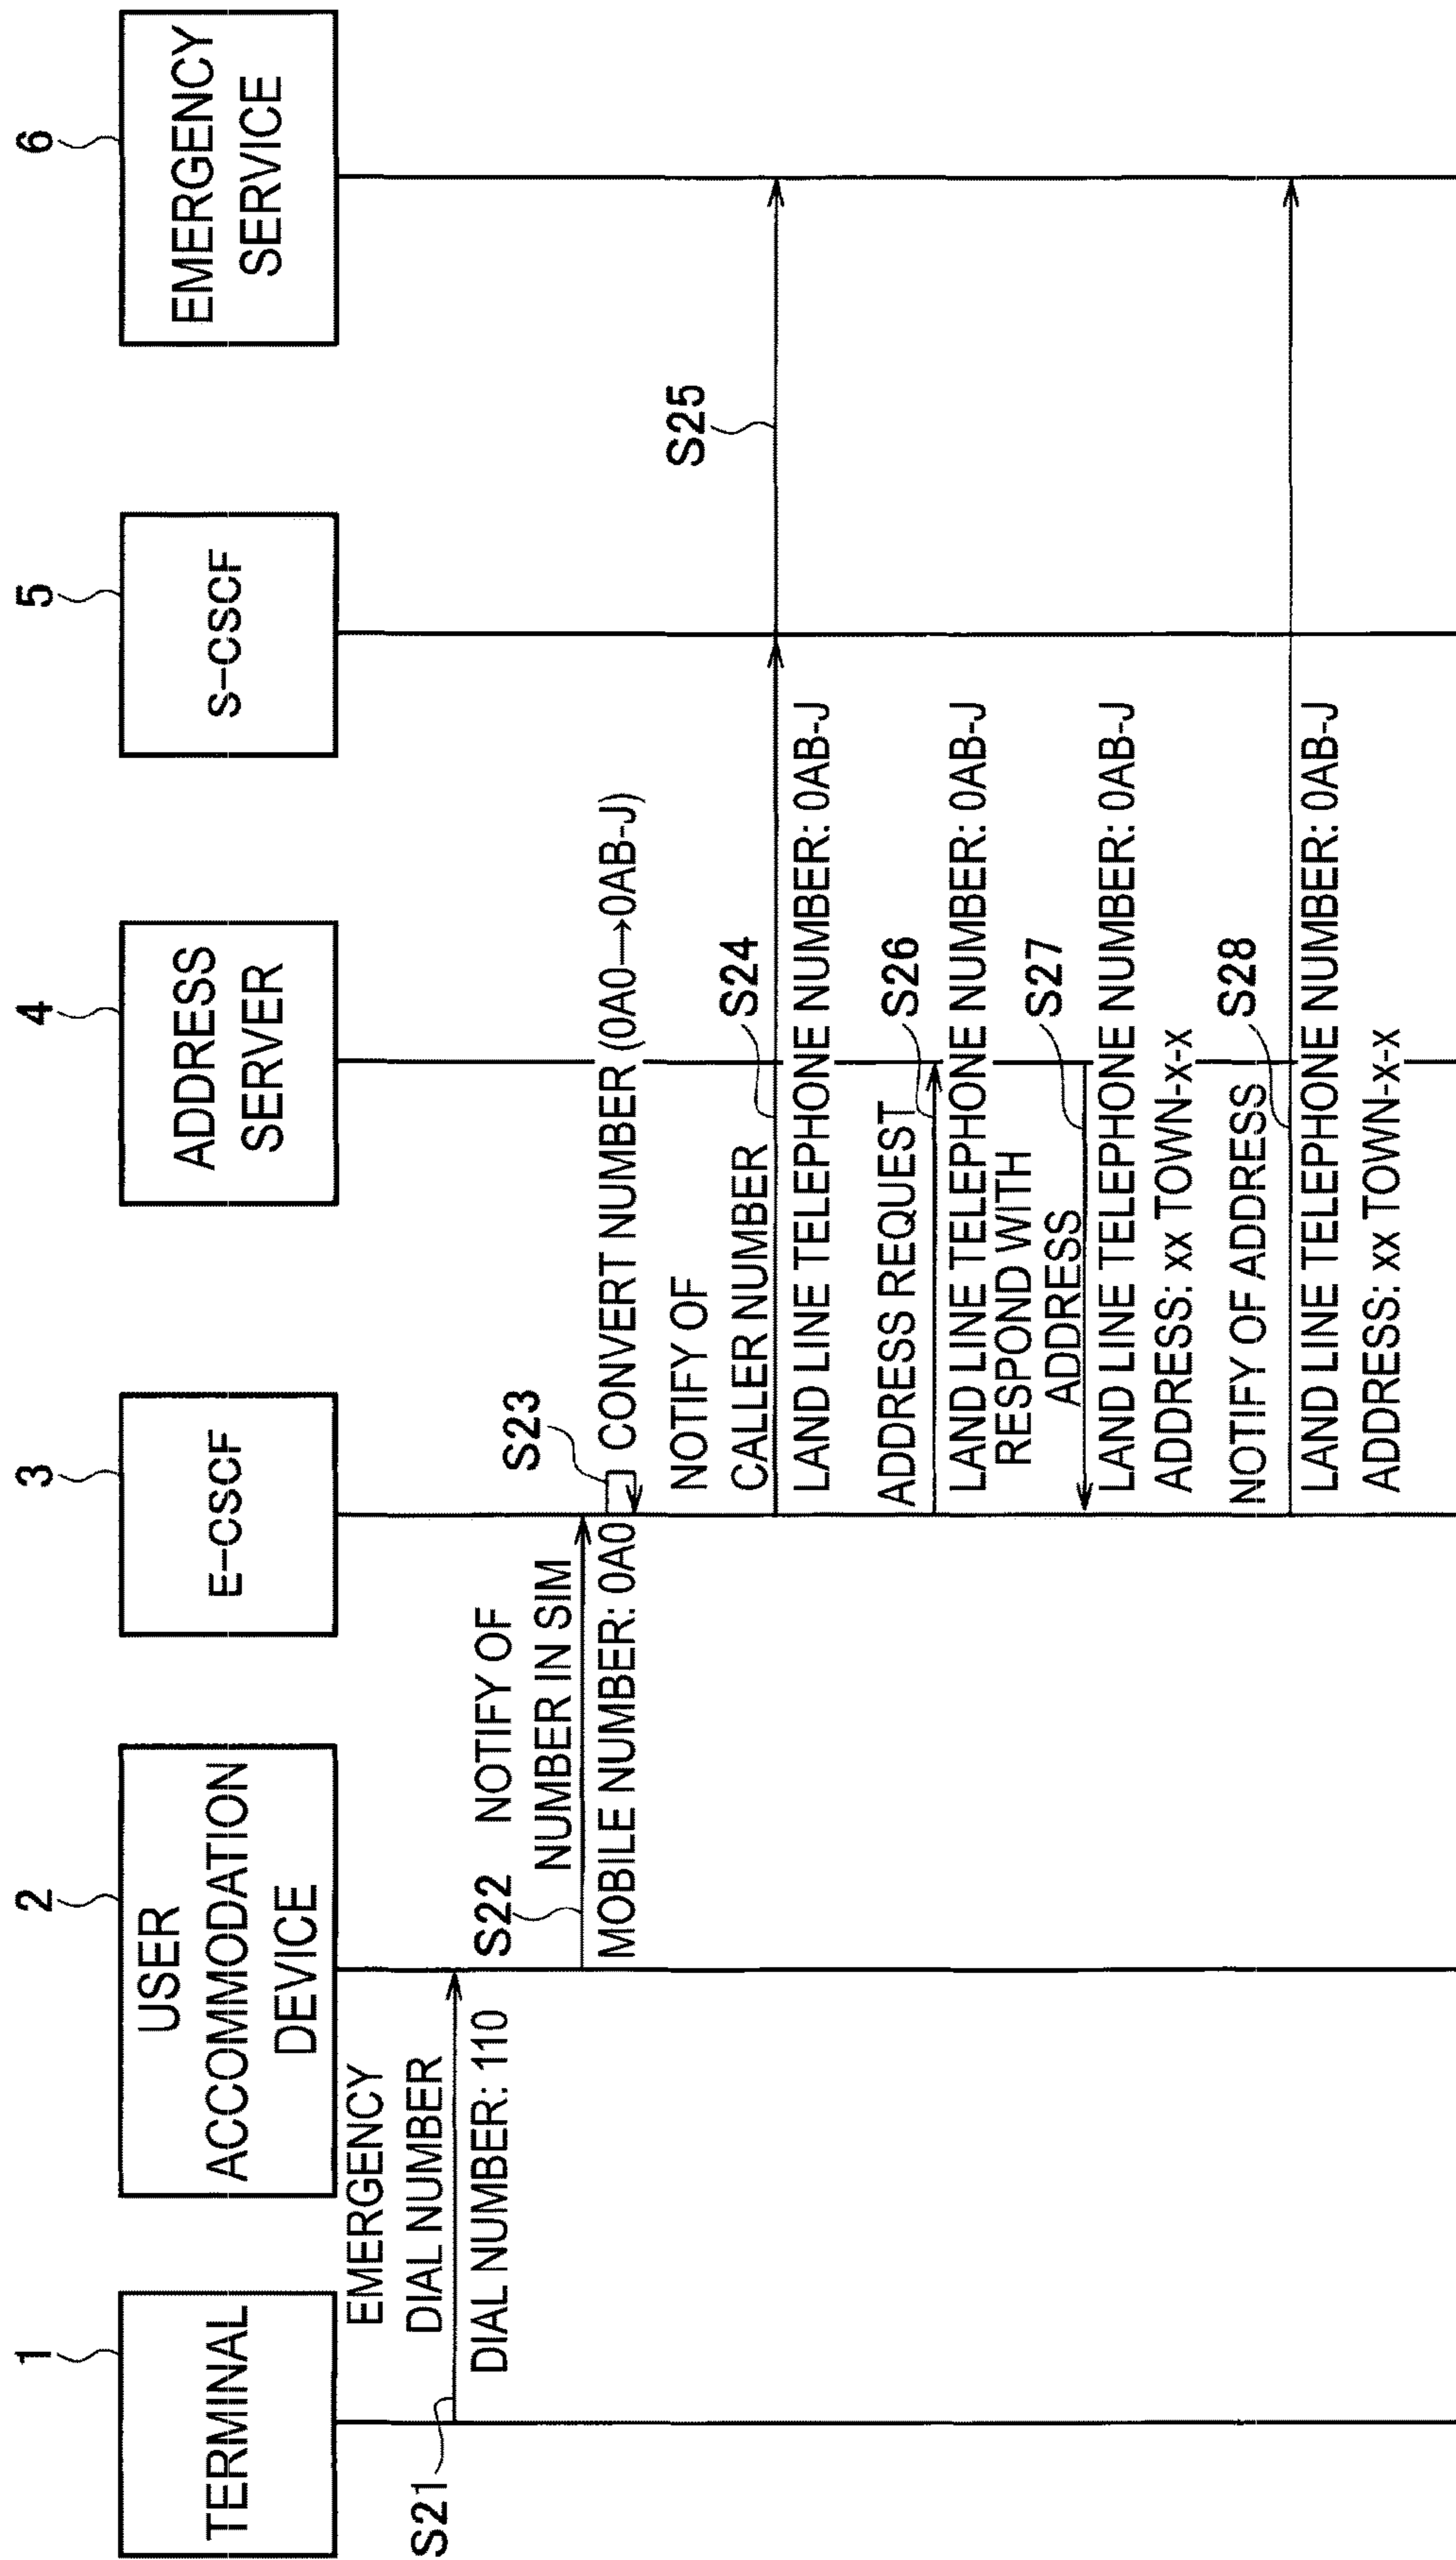 1
TERMINAL
2
USER
ACCOMMODATION
DEVICE
3
E-CSCF
4
ADDRESS
SERVER
5
S-CSCF
6
EMERGENCY
SERVICE
EMERGENCY
DIAL NUMBER
S21
DIAL NUMBER: 110
S22
NOTIFY OF
NUMBER IN SIM
MOBILE NUMBER: 0A0
S23
CONVERT NUMBER (0A0→0AB-J)
NOTIFY OF
CALLER NUMBER
S24
S25
LAND LINE TELEPHONE NUMBER: 0AB-J
ADDRESS REQUEST
S26
LAND LINE TELEPHONE NUMBER: 0AB-J
RESPOND WITH
ADDRESS
S27
LAND LINE TELEPHONE NUMBER: 0AB-J
ADDRESS: xx TOWN-x-x
NOTIFY OF ADDRESS
S28
LAND LINE TELEPHONE NUMBER: 0AB-J
ADDRESS: xx TOWN-x-x